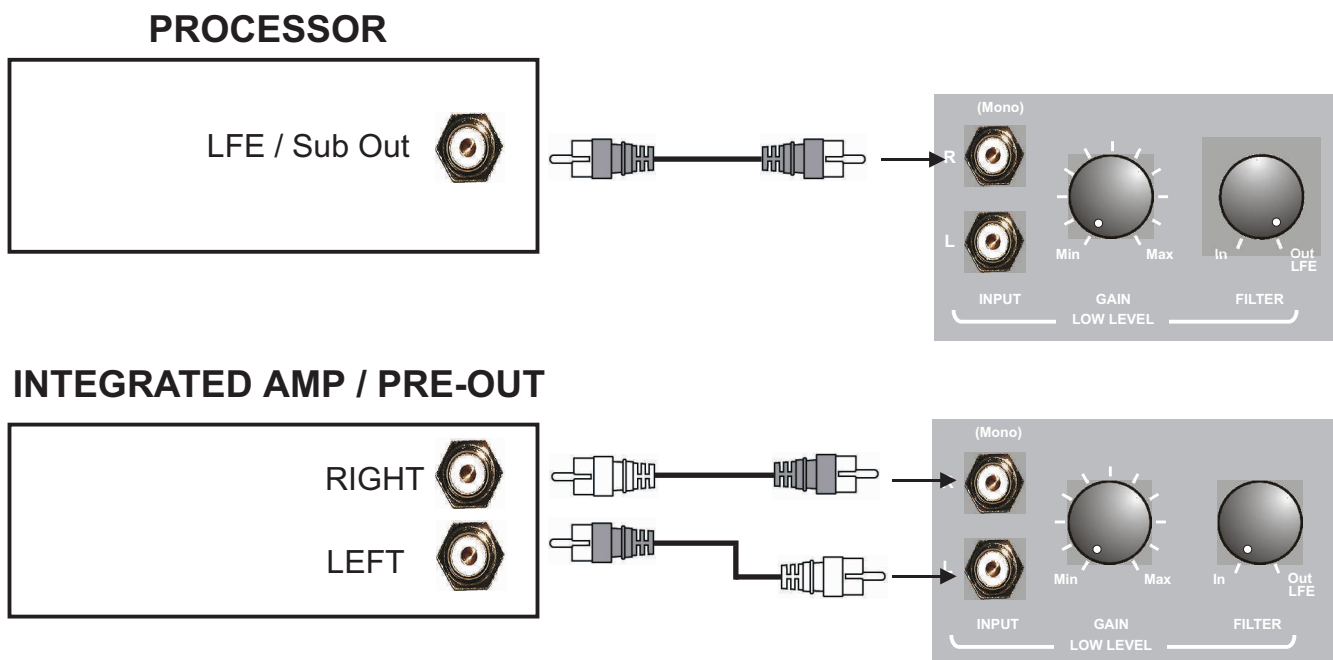 PROCESSOR
LFE / Sub Out
(Mono)
R
L
Min
Max
In
Out
LFE
INPUT
GAIN
FILTER
LOW LEVEL
INTEGRATED AMP / PRE-OUT
RIGHT
LEFT
(Mono)
L
Min
Max
In
Out
LFE
INPUT
GAIN
FILTER
LOW LEVEL